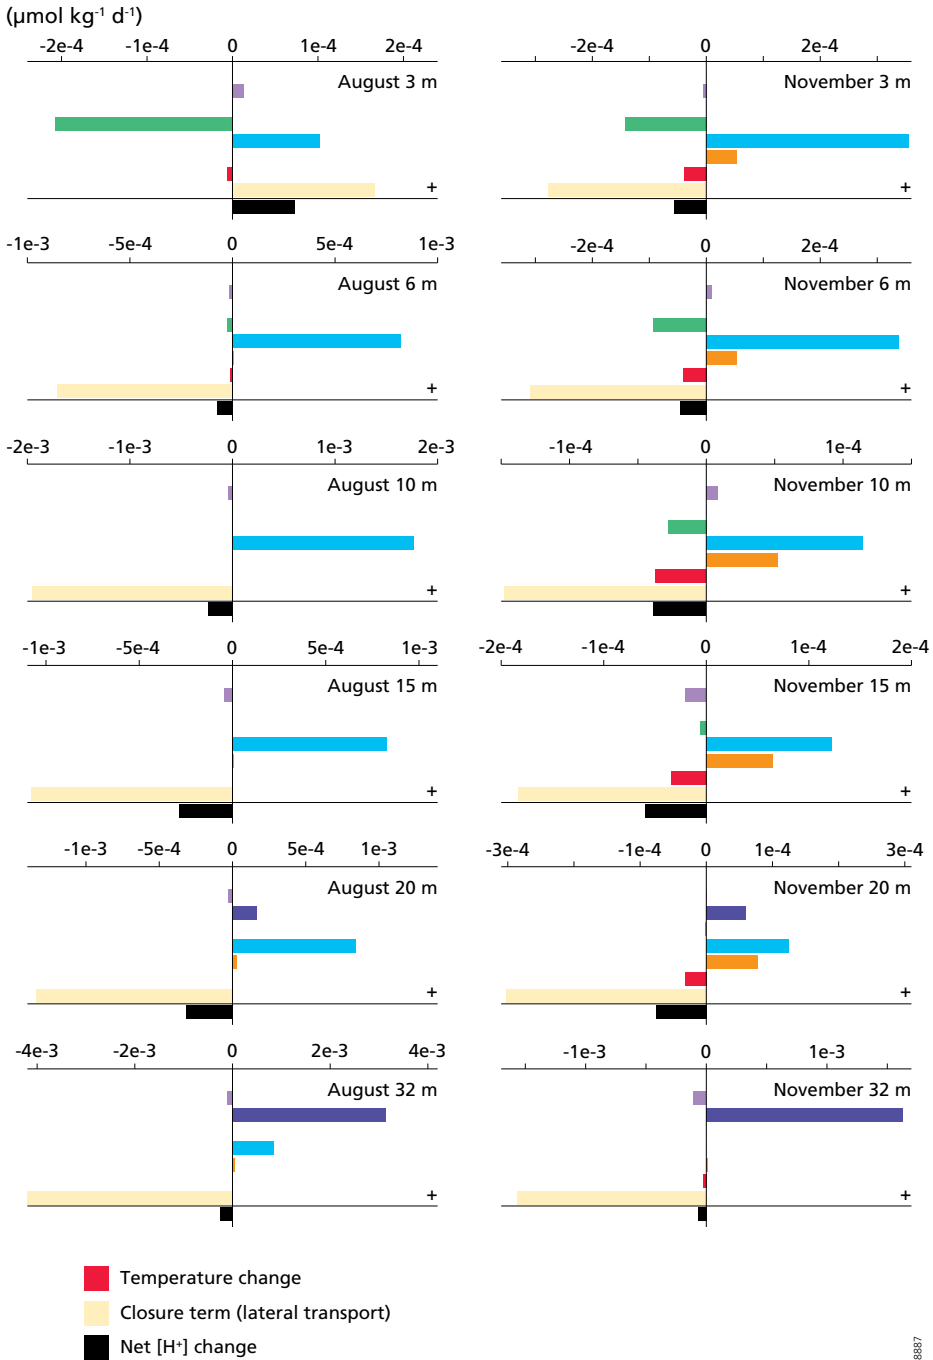 (μmol kg⁻¹ d⁻¹)
-2e-4 -1e-4 0 1e-4 2e-4
August 3 m
+
-2e-4 0 2e-4
November 3 m
+
-1e-3 -5e-4 0 5e-4 1e-3
August 6 m
+
-2e-4 0 2e-4
November 6 m
+
-2e-3 -1e-3 0 1e-3 2e-3
August 10 m
+
-1e-4 0 1e-4
November 10 m
+
-1e-3 -5e-4 0 5e-4 1e-3
August 15 m
+
-2e-4 -1e-4 0 1e-4 2e-4
November 15 m
+
-1e-3 -5e-4 0 5e-4 1e-3
August 20 m
+
-3e-4 -1e-4 0 1e-4 3e-4
November 20 m
+
-4e-3 -2e-3 0 2e-3 4e-3
August 32 m
+
-1e-3 0 1e-3
November 32 m
+
Temperature change
Closure term (lateral transport)
Net [H⁺] change
8887